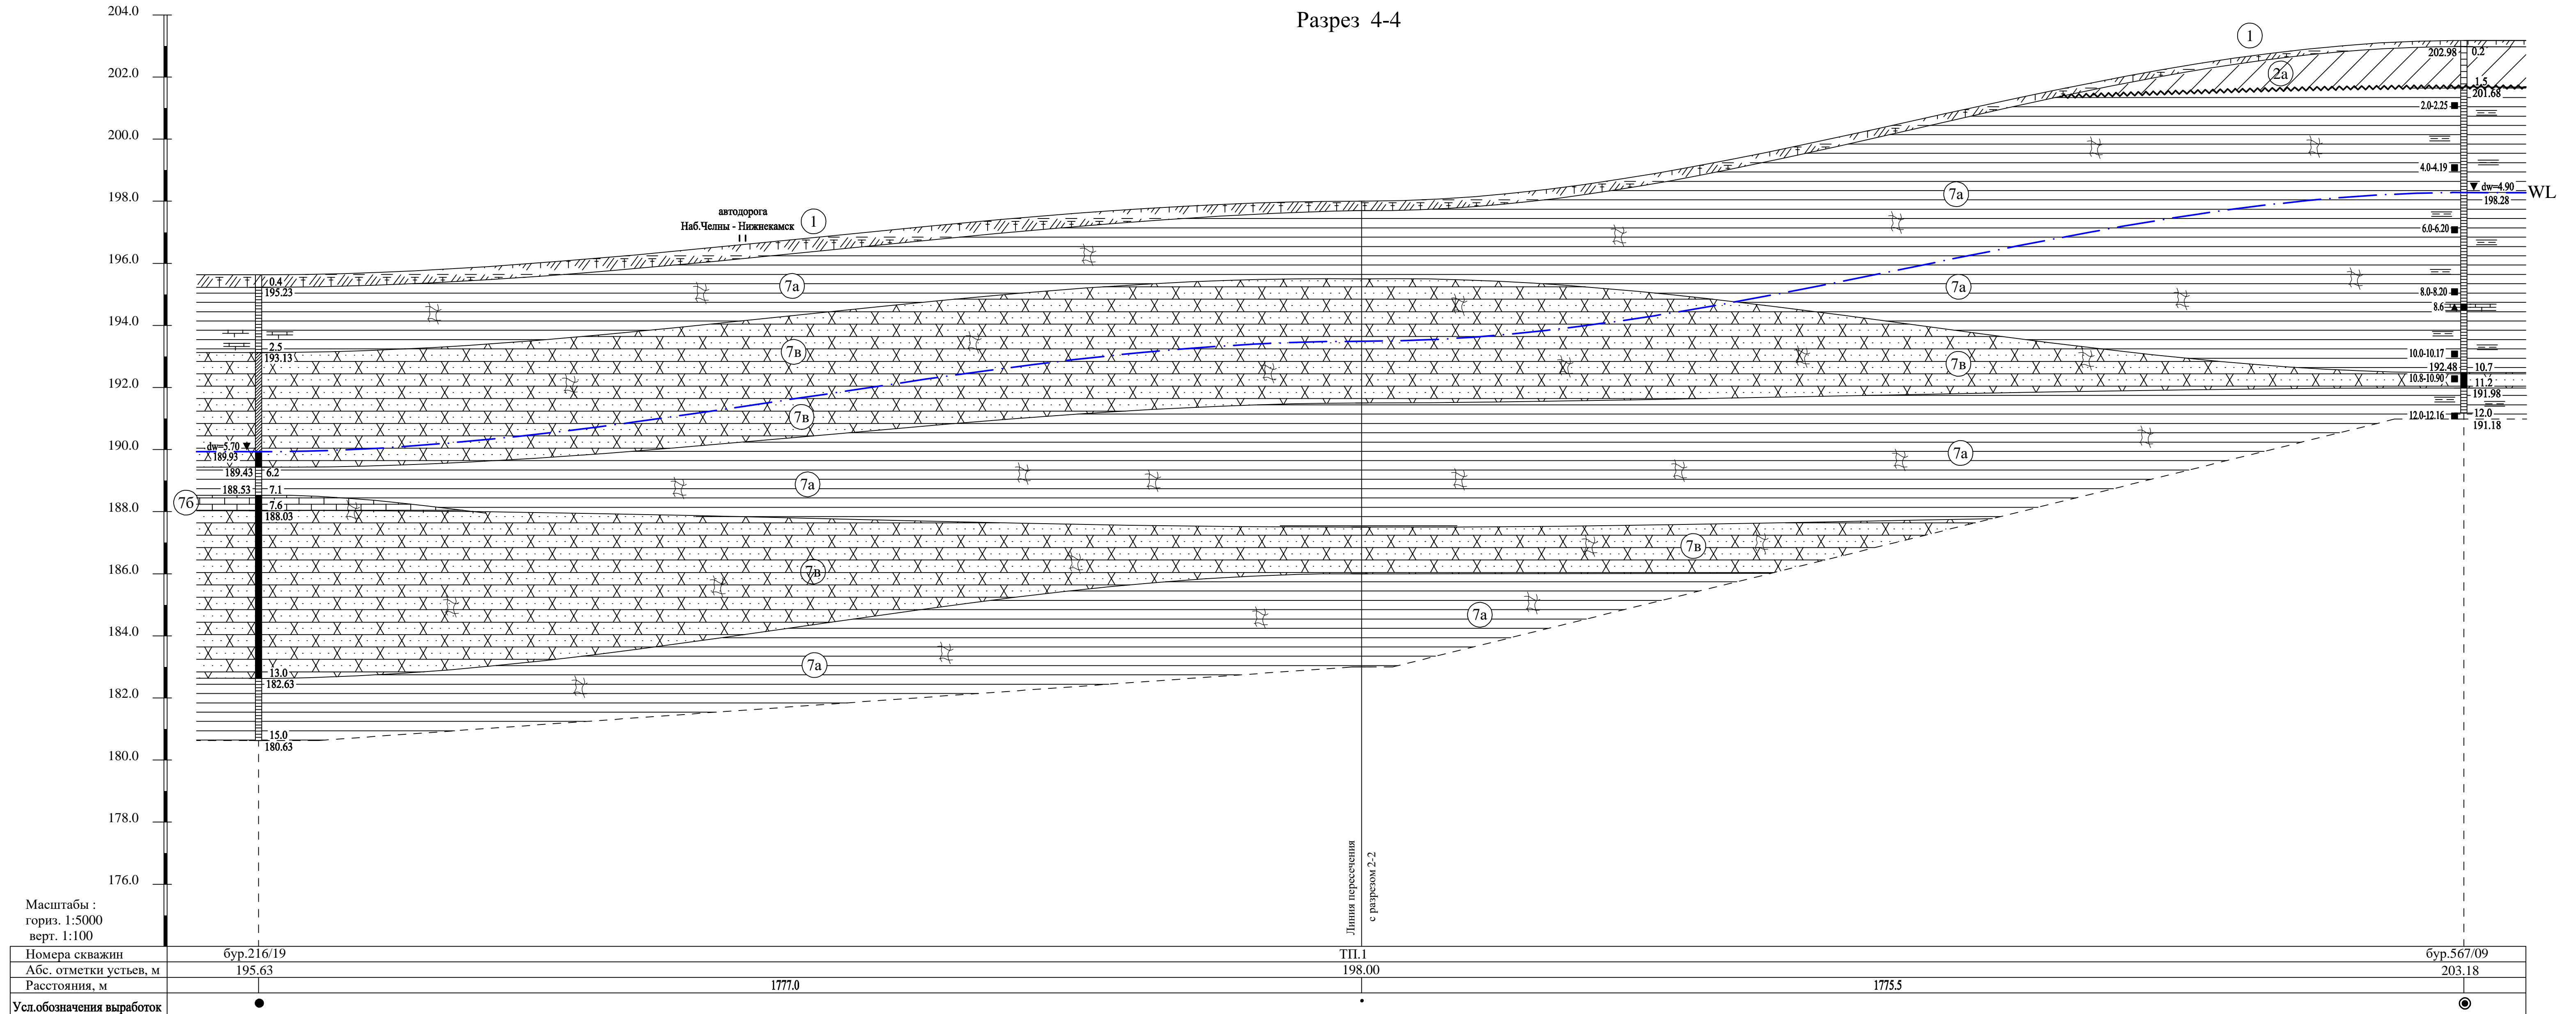 Разрез 4-4
204.0
202.0
200.0
198.0
196.0
194.0
192.0
190.0
188.0
186.0
184.0
182.0
180.0
178.0
176.0
автодорога
Наб.Челны - Нижнекамск
1
1
2а
7а
7а
7а
7в
7в
7в
7а
7а
7б
7в
7в
7а
7а
0.4
195.23
2.5
193.13
dw=5.70
189.93
189.43 6.2
188.53 7.1
7.6
188.03
13.0
182.63
15.0
180.63
202.98 0.2
1.5
201.68
2.0-2.25
4.0-4.19
dw=4.90
198.28
WL
6.0-6.20
8.0-8.20
8.6
10.0-10.17
192.48 10.7
10.8-10.90
11.2
191.98
12.0-12.16
12.0
191.18
Линия пересечения
с разрезом 2-2
Масштабы :
гориз. 1:5000
верт. 1:100
Номера скважин бур.216/19 ТП.1 бур.567/09
Абс. отметки устьев, м 195.63 198.00 203.18
Расстояния, м 1777.0 1775.5
Усл.обозначения выработок